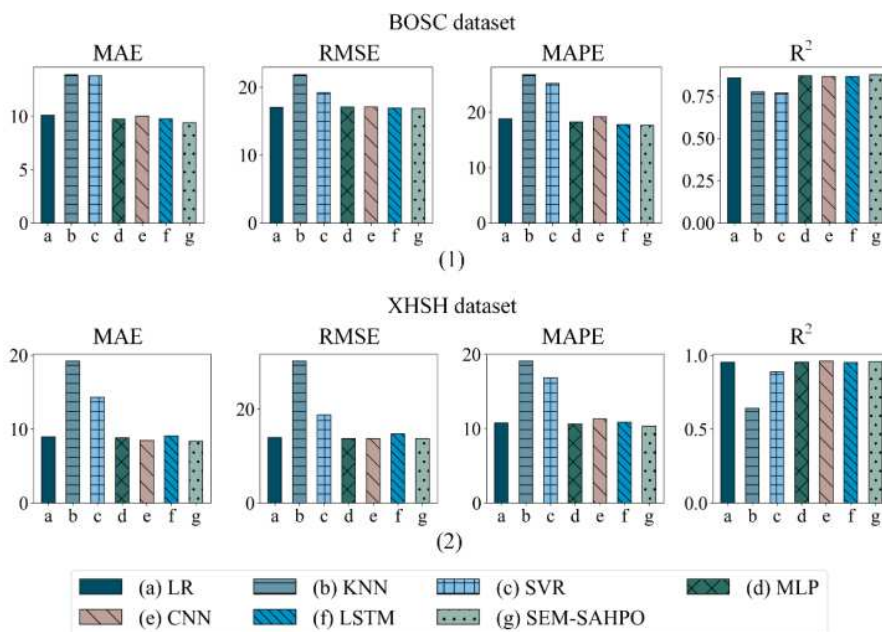 BOSC dataset
MAE RMSE MAPE R²
10
5
0
a b c d e f g
20
10
0
a b c d e f g
20
10
0
a b c d e f g
0.75
0.50
0.25
0.00
a b c d e f g
(1)
XHSH dataset
MAE RMSE MAPE R²
20
10
0
a b c d e f g
20
0
a b c d e f g
20
10
0
a b c d e f g
1.0
0.5
0.0
a b c d e f g
(2)
(a) LR (b) KNN (c) SVR (d) MLP
(e) CNN (f) LSTM (g) SEM-SAHPO